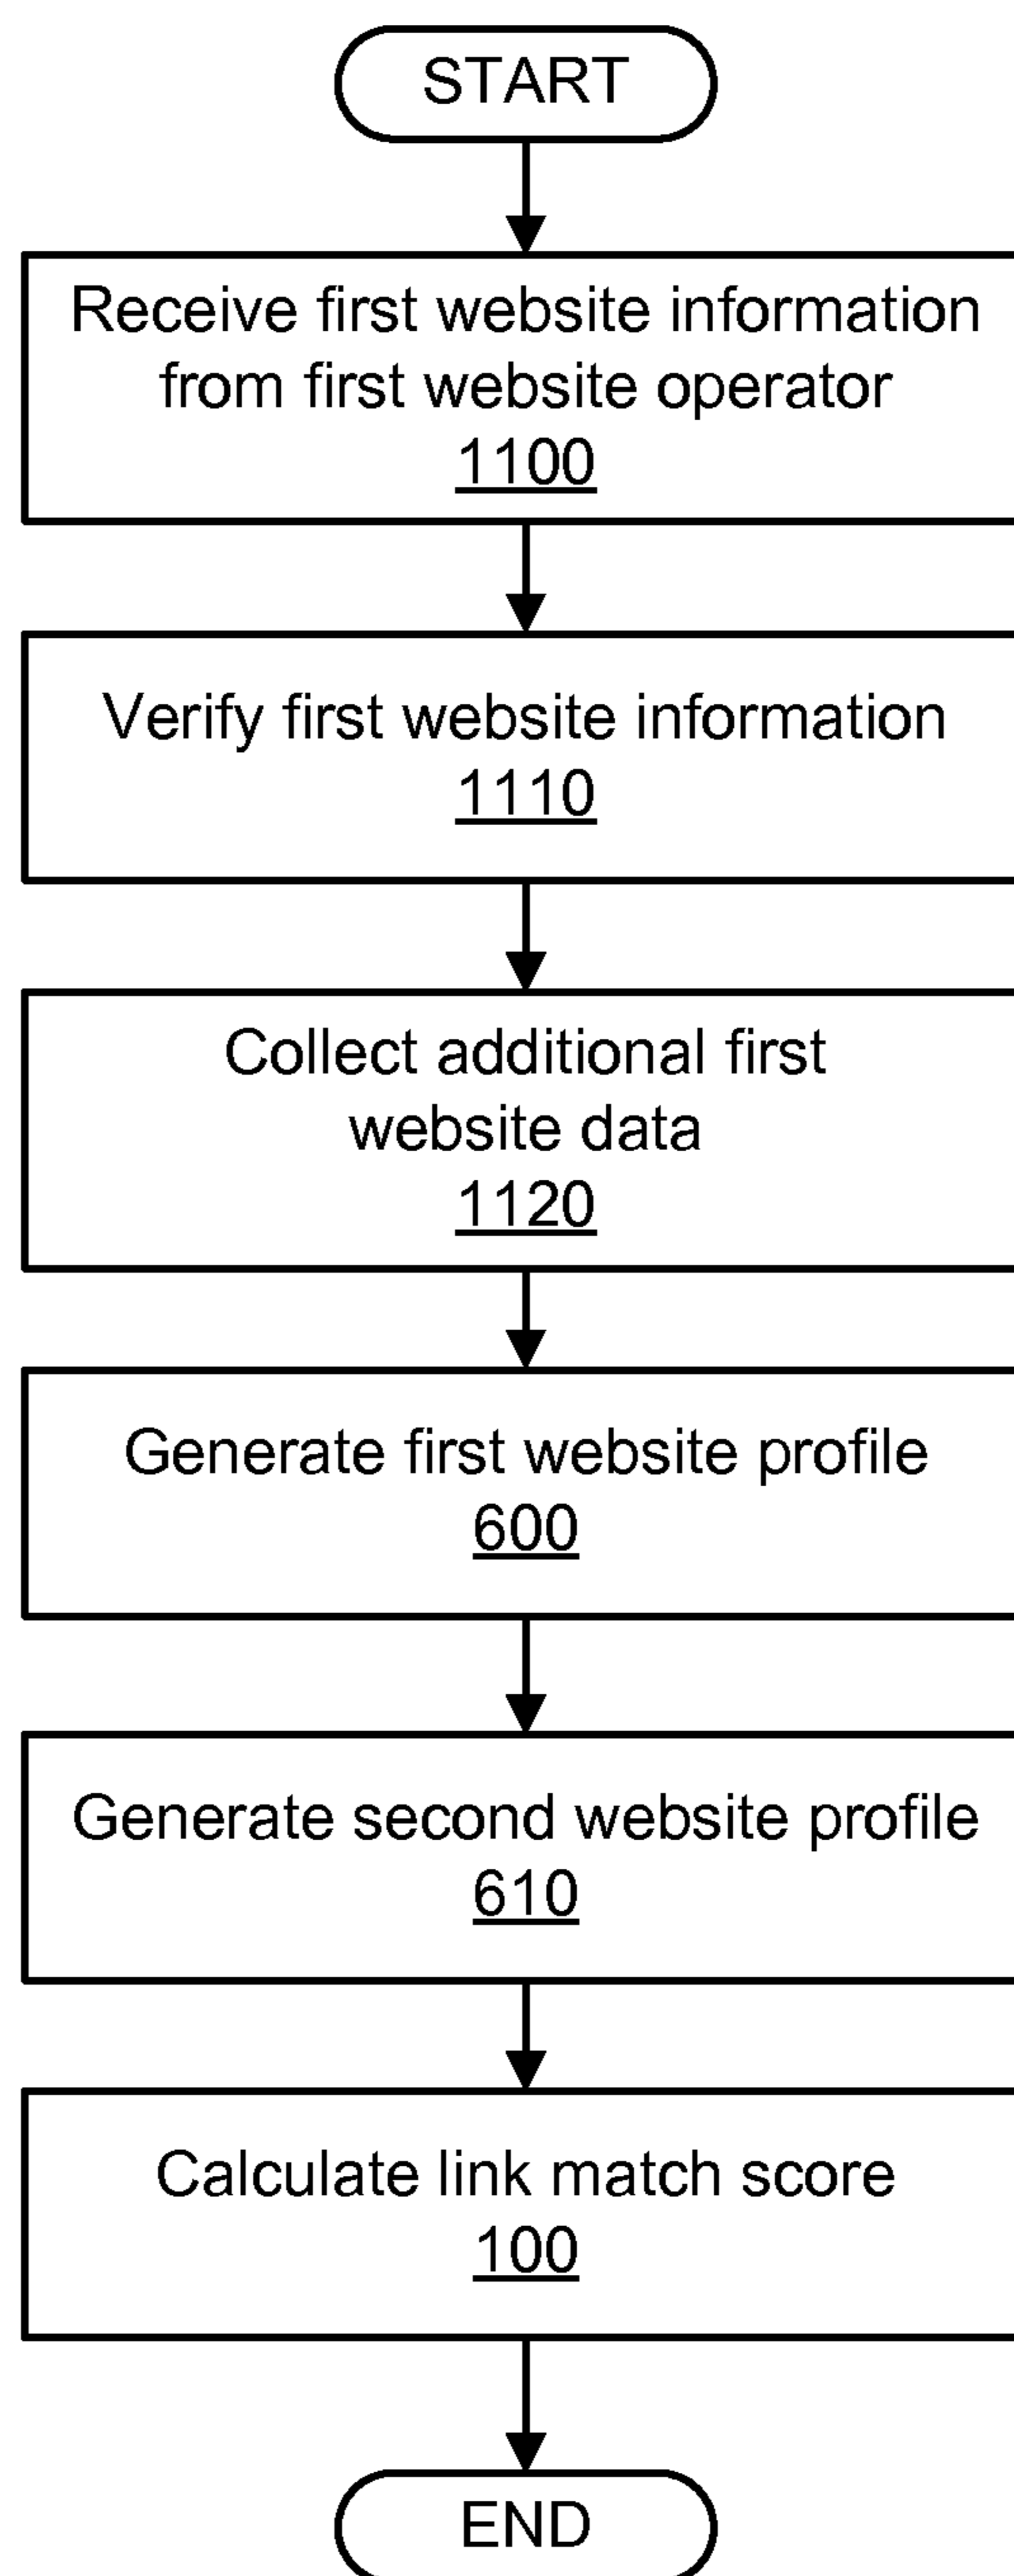 START
Receive first website information
from first website operator
1100
Verify first website information
1110
Collect additional first
website data
1120
Generate first website profile
600
Generate second website profile
610
Calculate link match score
100
END